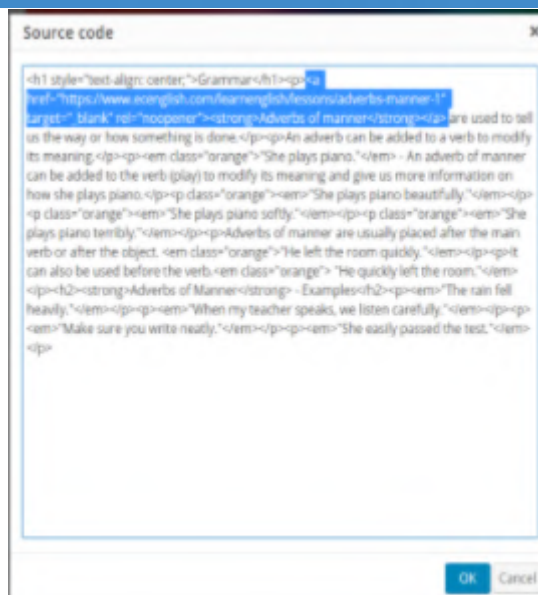 Source code
<h1 style="text-align: center;">Grammar</h1><p><a
href="https://www.ecenglish.com/learnenglish/lessons/adverbs-manner-1"
target="_blank" rel="noopener"><strong>Adverbs of manner</strong></a> are used to tell
us the way or how something is done.</p><p>An adverb can be added to a verb to modify
its meaning.</p><p><em class="orange">"She plays piano."</em> - An adverb of manner
can be added to the verb (play) to modify its meaning and give us more information on
how she plays piano.</p><p class="orange"><em>"She plays piano beautifully."</em></p>
<p class="orange"><em>"She plays piano softly."</em></p><p class="orange"><em>"She
plays piano terribly."</em></p><p>Adverbs of manner are usually placed after the main
verb or after the object. <em class="orange">"He left the room quickly."</em></p><p>It
can also be used before the verb.<em class="orange"> "He quickly left the room."</em>
</p><h2><strong>Adverbs of Manner</strong> - Examples</h2><p><em>"The rain fell
heavily."</em></p><p><em>"When my teacher speaks, we listen carefully."</em></p><p>
<em>"Make sure you write neatly."</em></p><p><em>"She easily passed the test."</em>
</p>
OK Cancel